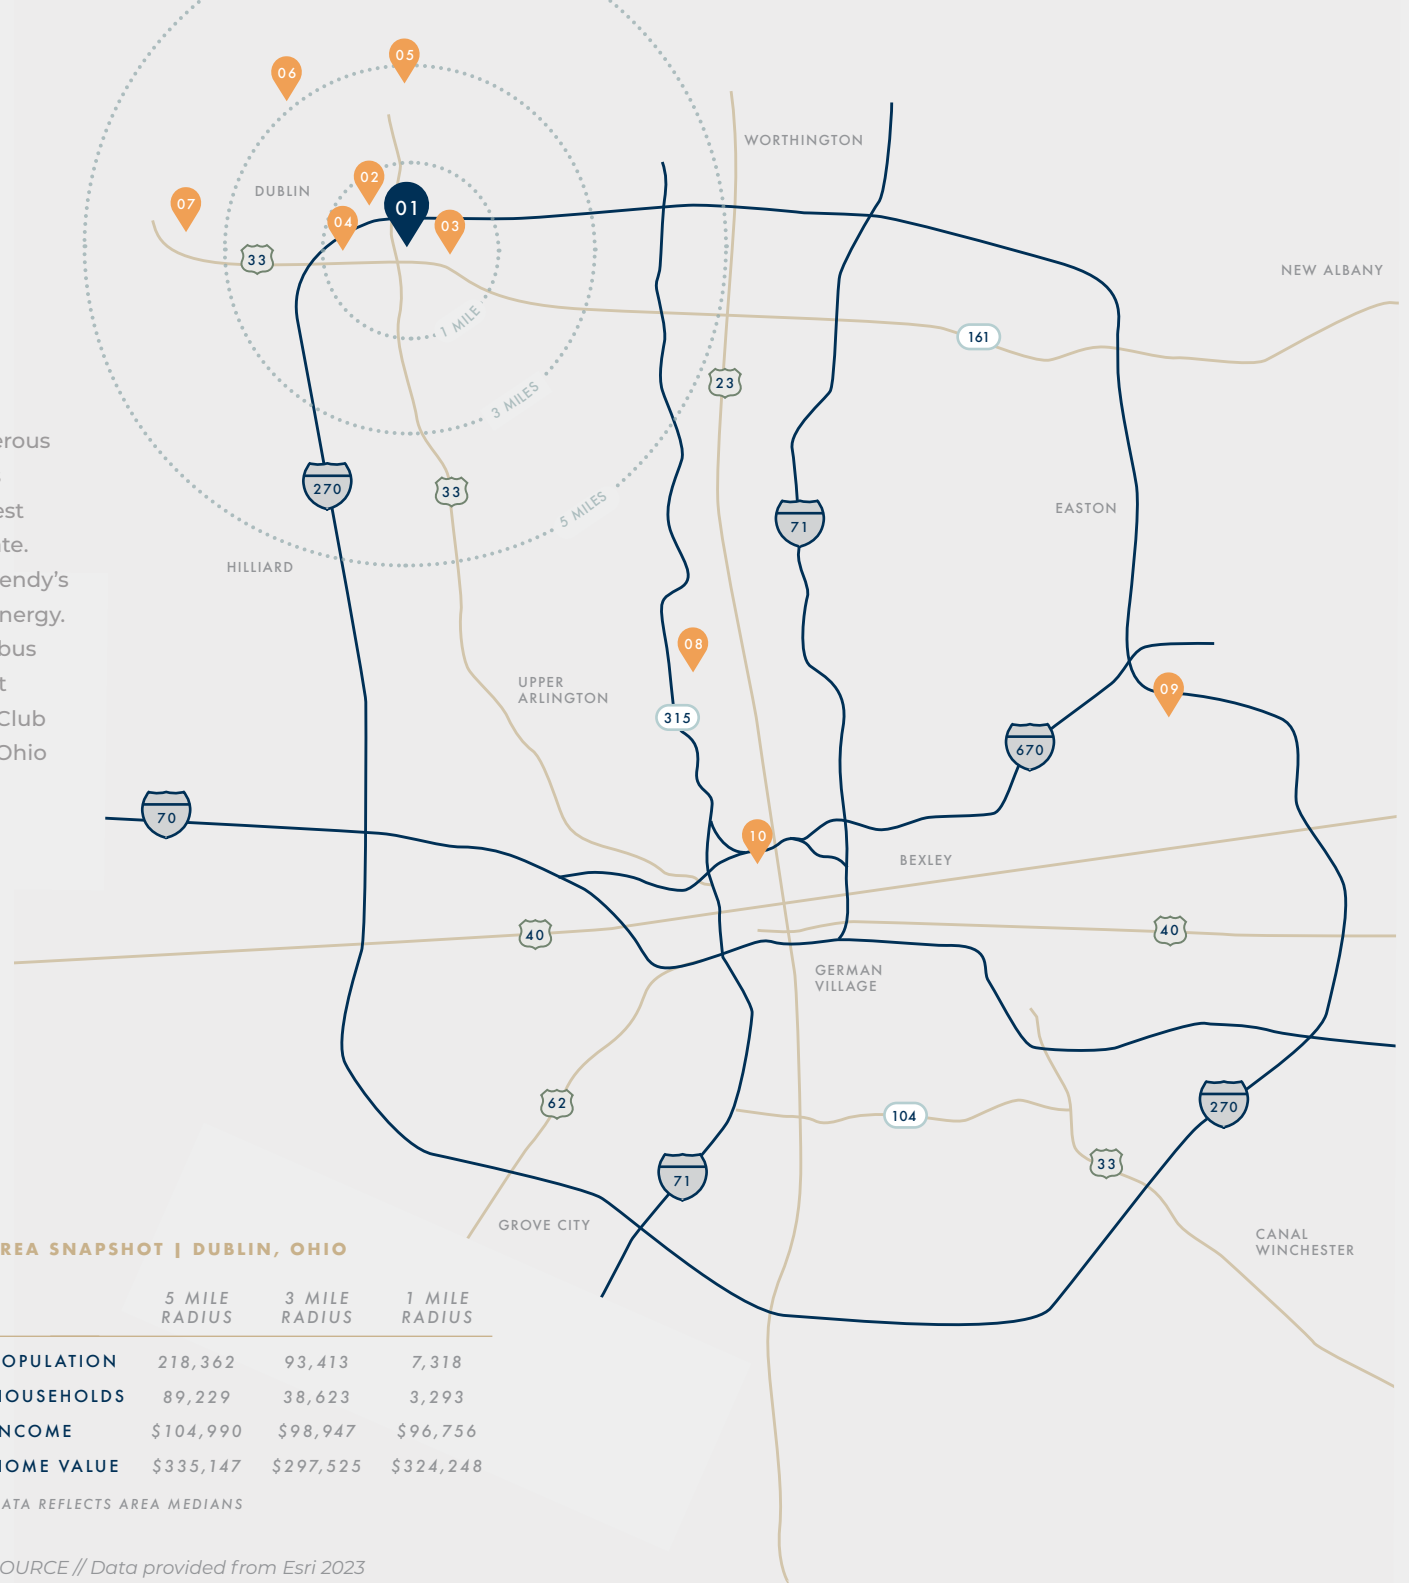 05
06
WORTHINGTON
02
DUBLIN
07
01
04
03
33
NEW ALBANY
1 MILE
161
23
3 MILES
erous
est
270
33
5 MILES
EASTON
71
ate.
HILLIARD
endy's
nergy.
08
bus
UPPER
ARLINGTON
t
09
315
Club
670
Ohio
70
10
BEXLEY
40
40
GERMAN
VILLAGE
62
104
270
33
71
GROVE CITY
CANAL
WINCHESTER
REA SNAPSHOT | DUBLIN, OHIO
5 MILE RADIUS 3 MILE RADIUS 1 MILE RADIUS
OPULATION 218,362 93,413 7,318
HOUSEHOLDS 89,229 38,623 3,293
NCOME $104,990 $98,947 $96,756
HOME VALUE $335,147 $297,525 $324,248
ATA REFLECTS AREA MEDIANS
OURCE // Data provided from Esri 2023